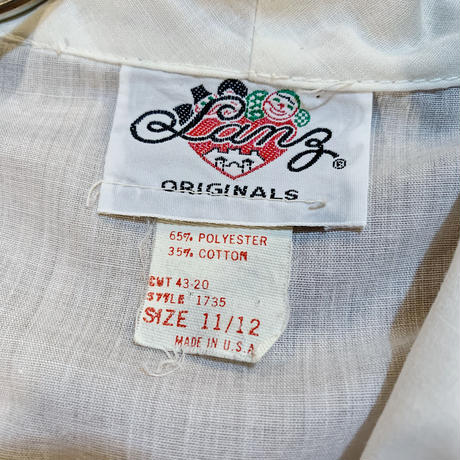 Lanz ®
ORIGINALS
65% POLYESTER
35% COTTON
CUT 43-20
STYLE 1735
SIZE 11/12
MADE IN U.S.A.